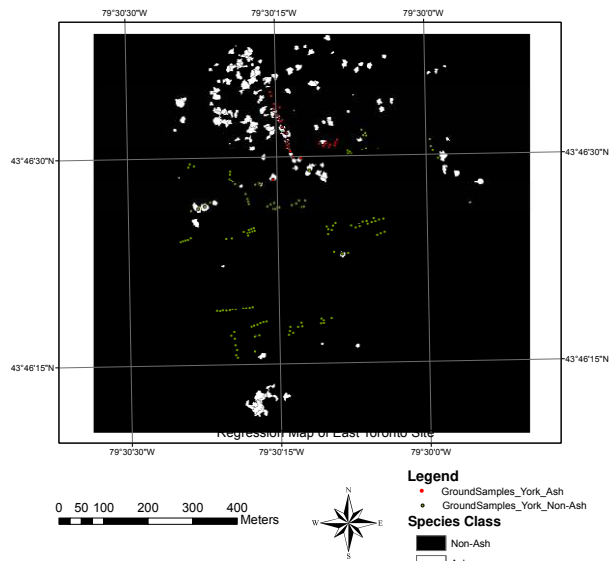 79°30'30"W 79°30'15"W 79°30'0"W
43°46'30"N 43°46'30"N
43°46'15"N 43°46'15"N
Regression Map of East Toronto Site
79°30'30"W 79°30'15"W 79°30'0"W
Legend
GroundSamples_York_Ash
GroundSamples_York_Non-Ash
Species Class
Non-Ash
0 50 100 200 300 400
Meters
N
W E
S